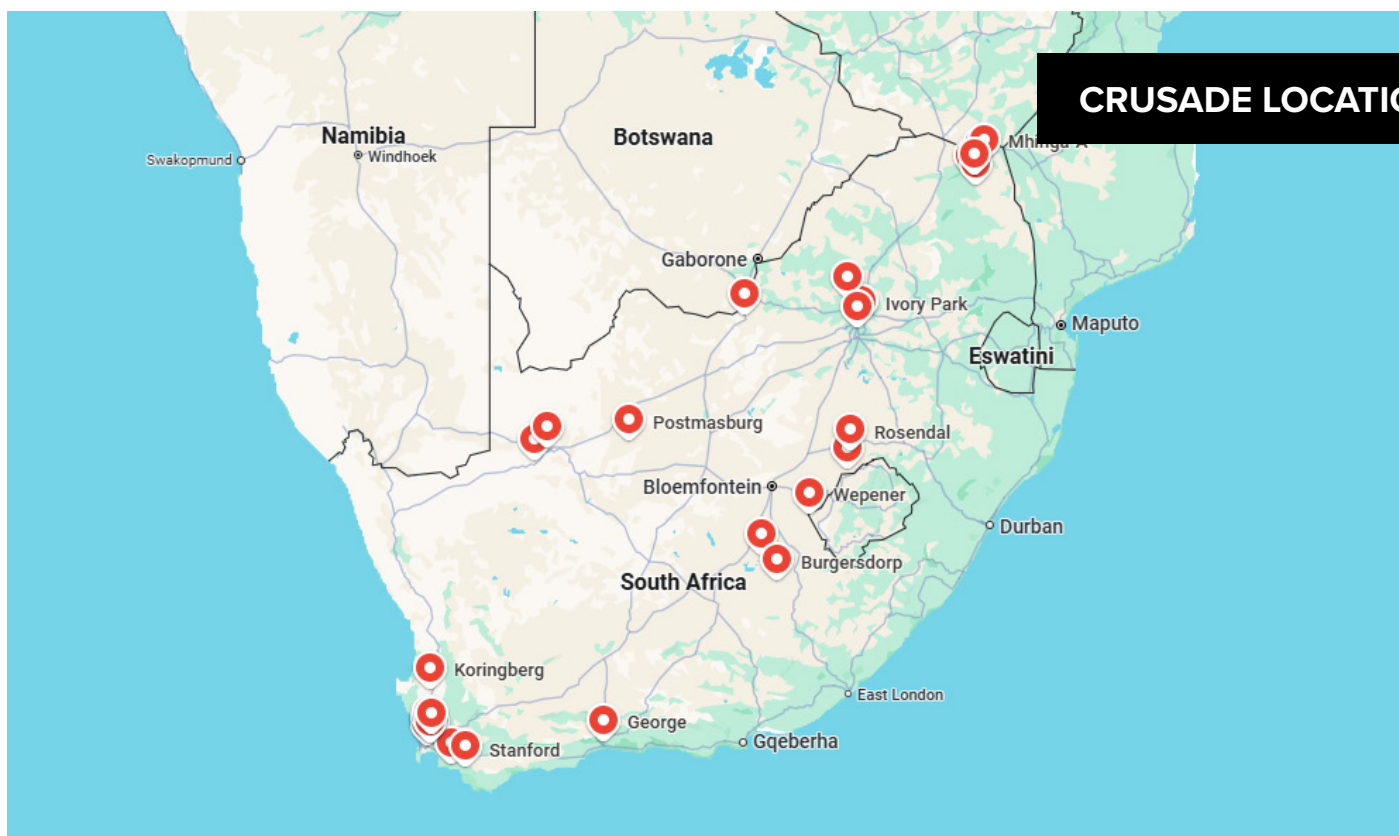 CRUSADE LOCATIO
Namibia
Botswana
Mhinga-A
Swakopmund
Windhoek
Gaborone
Ivory Park
Maputo
Eswatini
Postmasburg
Rosendal
Bloemfontein
Wepener
Durban
Burgersdorp
South Africa
Koringberg
East London
George
Gqeberha
Stanford